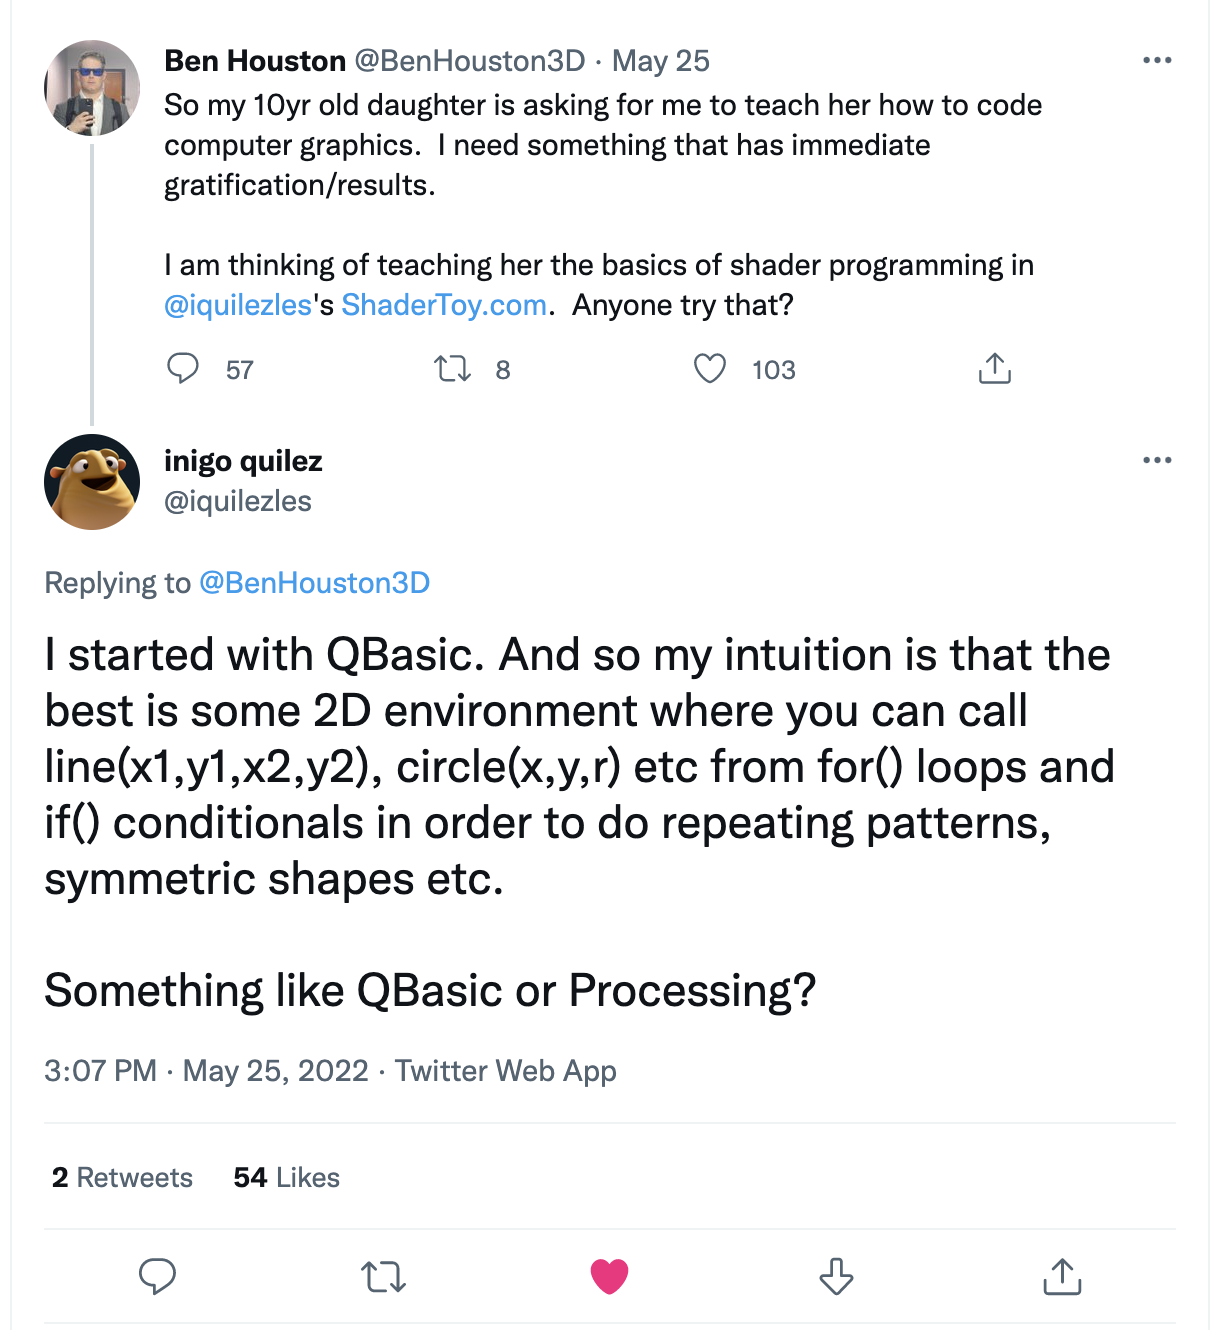 Ben Houston @BenHouston3D · May 25
So my 10yr old daughter is asking for me to teach her how to code
computer graphics.  I need something that has immediate
gratification/results.
I am thinking of teaching her the basics of shader programming in
@iquilezles's ShaderToy.com.  Anyone try that?
57 8 103
inigo quilez
@iquilezles
Replying to @BenHouston3D
I started with QBasic. And so my intuition is that the
best is some 2D environment where you can call
line(x1,y1,x2,y2), circle(x,y,r) etc from for() loops and
if() conditionals in order to do repeating patterns,
symmetric shapes etc.
Something like QBasic or Processing?
3:07 PM · May 25, 2022 · Twitter Web App
2 Retweets 54 Likes